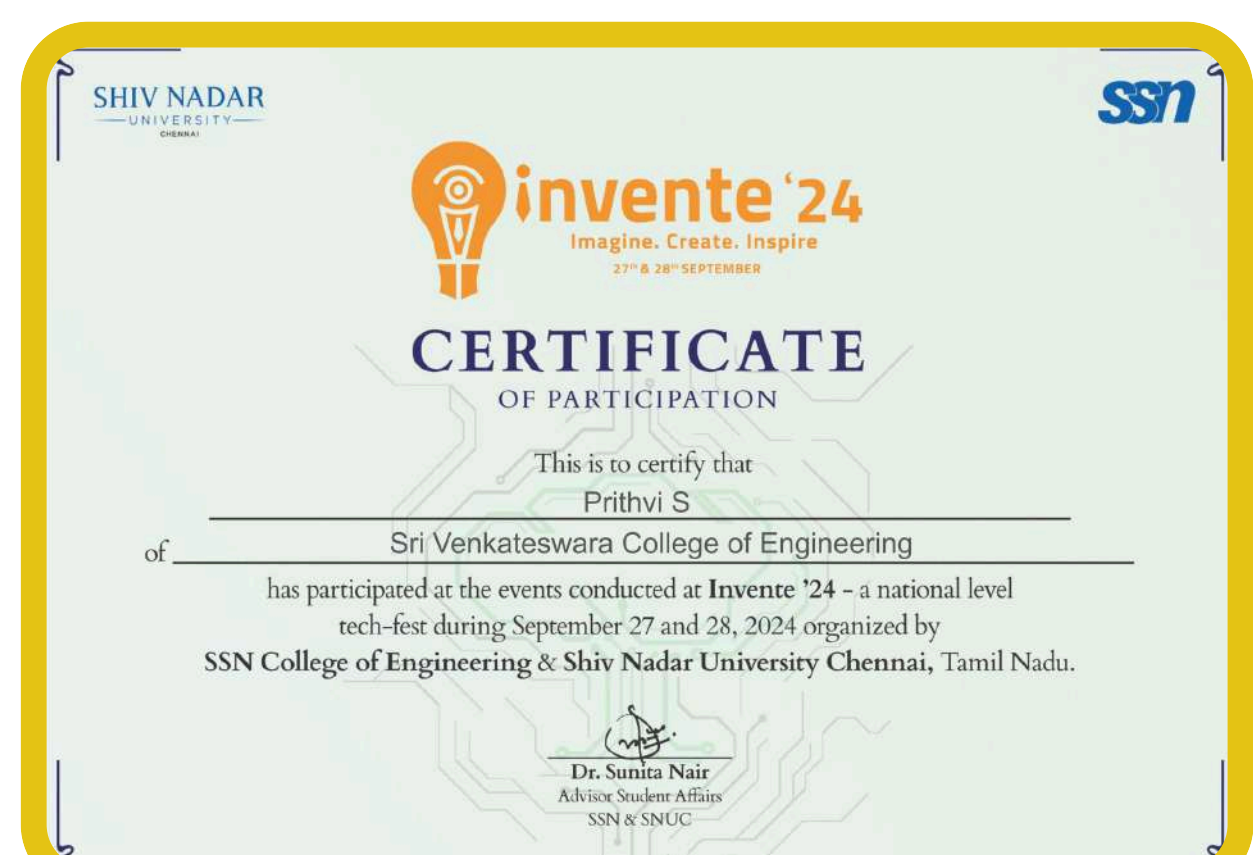 SHIV NADAR
UNIVERSITY
CHENNAI
ssn
invente ‘24
Imagine. Create. Inspire
27th & 28th SEPTEMBER
CERTIFICATE
OF PARTICIPATION
This is to certify that
Prithvi S
of Sri Venkateswara College of Engineering
has participated at the events conducted at Invente ’24 - a national level
tech-fest during September 27 and 28, 2024 organized by
SSN College of Engineering & Shiv Nadar University Chennai, Tamil Nadu.
Dr. Sunita Nair
Advisor Student Affairs
SSN & SNUC